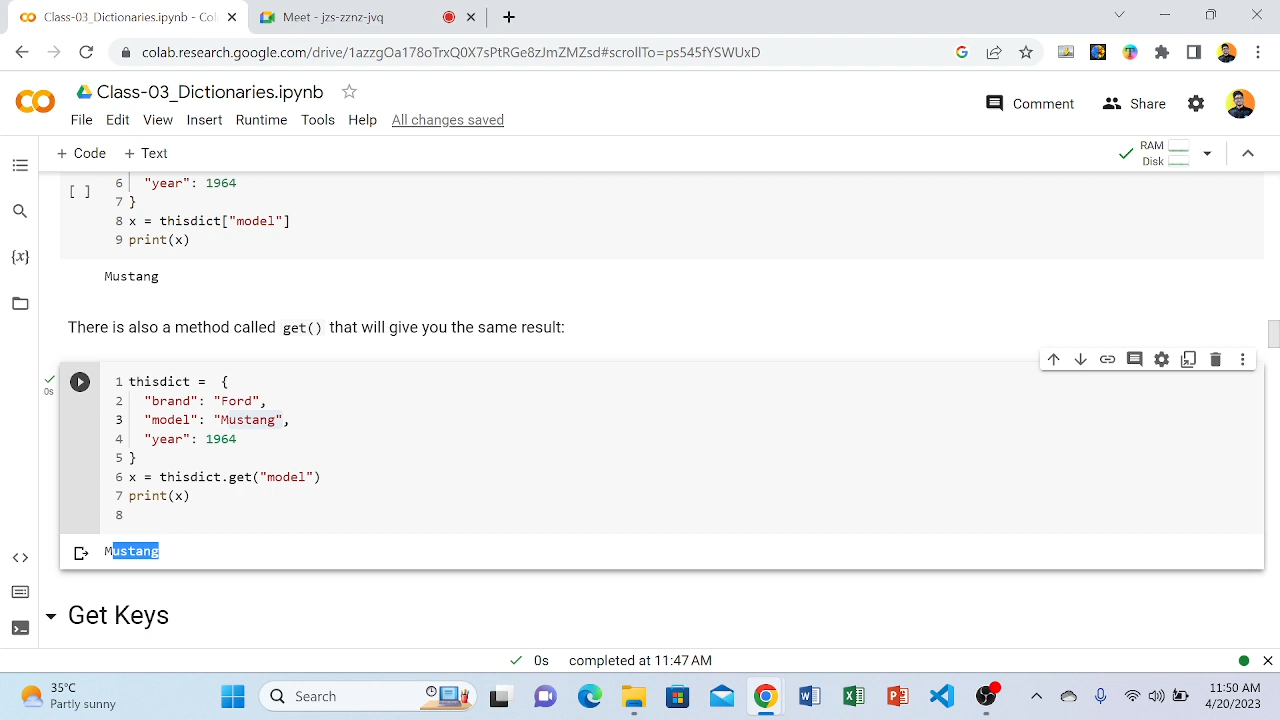 Class-03_Dictionaries.ipynb - Col
Meet - jzs-zznz-jvq
colab.research.google.com/drive/1azzgOa178oTrxQ0X7sPtRGe8zJmZMZsd#scrollTo=ps545fYSWUxD
Class-03_Dictionaries.ipynb
Comment
Share
File Edit View Insert Runtime Tools Help All changes saved
+ Code + Text
RAM
Disk
[ ]
6 "year": 1964
7 }
8 x = thisdict["model"]
9 print(x)
{x}
Mustang
There is also a method called get() that will give you the same result:
0s
1 thisdict = {
2 "brand": "Ford",
3 "model": "Mustang",
4 "year": 1964
5 }
6 x = thisdict.get("model")
7 print(x)
8
Mustang
Get Keys
0s completed at 11:47 AM
35°C
Partly sunny
Search
11:50 AM
4/20/2023